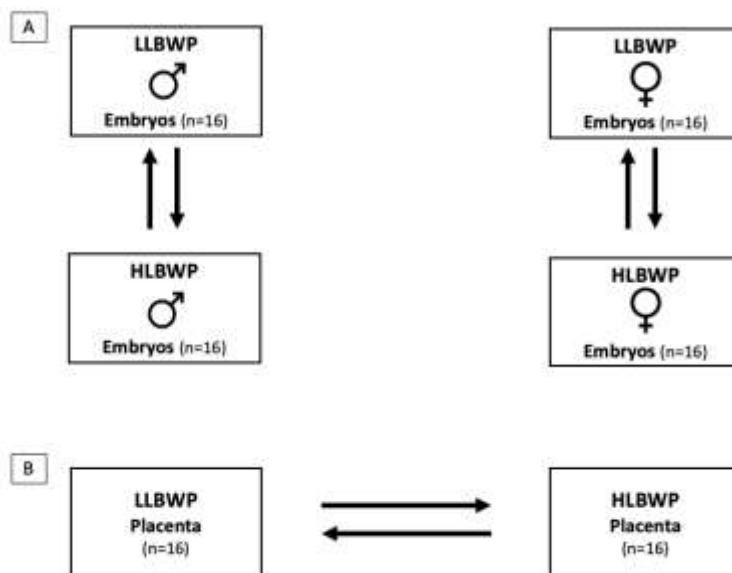 A
LLBWP
Embryos (n=16)
LLBWP
Embryos (n=16)
HLBWP
Embryos (n=16)
HLBWP
Embryos (n=16)
B
LLBWP
Placenta
(n=16)
HLBWP
Placenta
(n=16)